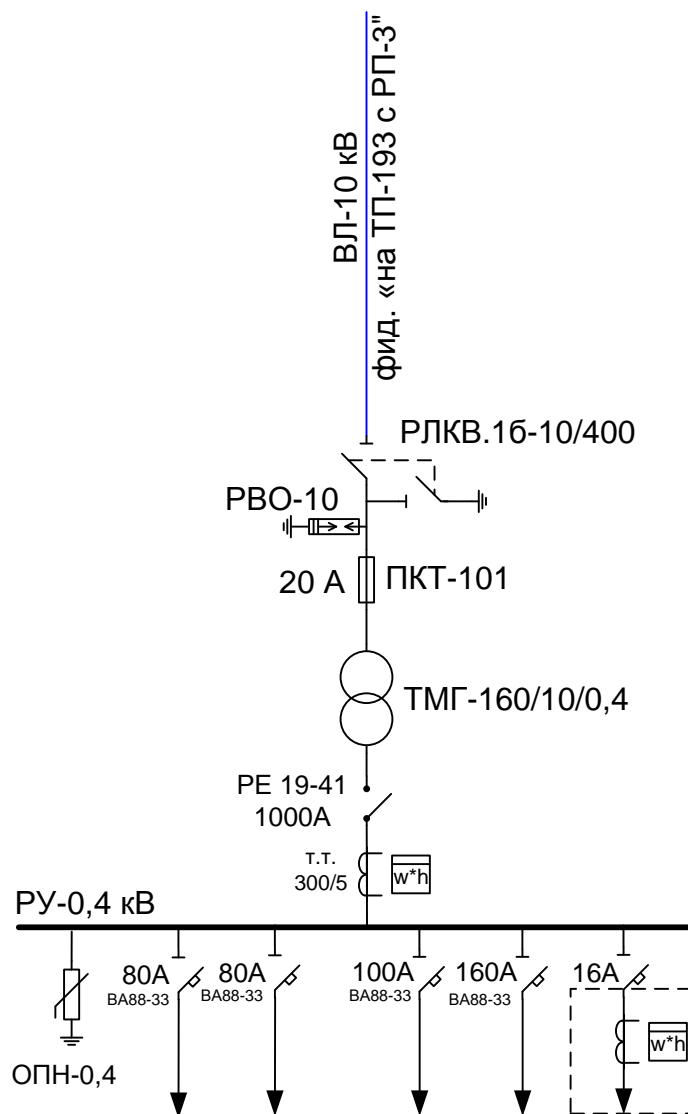 ВЛ-10 кВ
фид. «на ТП-193 с РП-3"
РЛКВ.1б-10/400
РВО-10
20 А
ПКТ-101
ТМГ-160/10/0,4
РЕ 19-41
1000А
т.т.
300/5
w*h
РУ-0,4 кВ
80А
ВА88-33
80А
ВА88-33
100А
ВА88-33
160А
ВА88-33
16А
w*h
ОПН-0,4